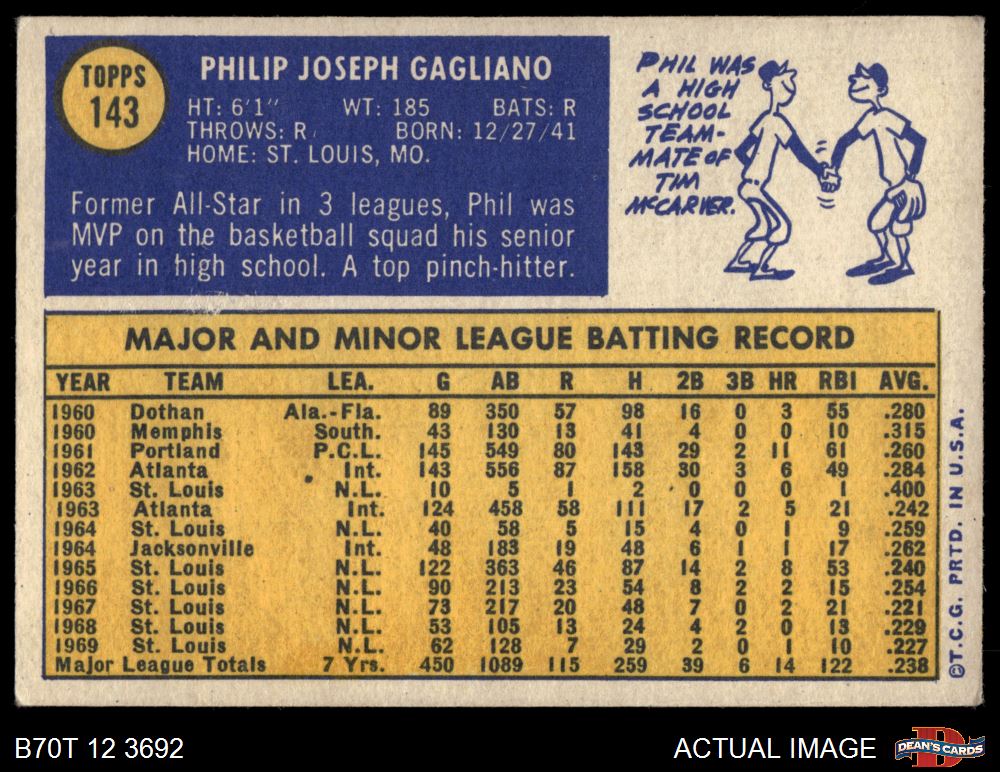 TOPPS
143
PHILIP JOSEPH GAGLIANO
HT: 6'1" WT: 185 BATS: R
THROWS: R BORN: 12/27/41
HOME: ST. LOUIS, MO.
Former All-Star in 3 leagues, Phil was
MVP on the basketball squad his senior
year in high school. A top pinch-hitter.
PHIL WAS
A HIGH
SCHOOL
TEAM-
MATE OF
TIM
McCARVER.
MAJOR AND MINOR LEAGUE BATTING RECORD
YEAR TEAM LEA. G AB R H 2B 3B HR RBI AVG.
1960 Dothan Ala.-Fla. 89 350 57 98 16 0 3 55 .280
1960 Memphis South. 43 130 13 41 4 0 0 10 .315
1961 Portland P.C.L. 145 549 80 143 29 2 11 61 .260
1962 Atlanta Int. 143 556 87 158 30 3 6 49 .284
1963 St. Louis N.L. 10 5 1 2 0 0 0 1 .400
1963 Atlanta Int. 124 458 58 111 17 2 5 21 .242
1964 St. Louis N.L. 40 58 5 15 4 0 1 9 .259
1964 Jacksonville Int. 48 183 19 48 6 1 1 17 .262
1965 St. Louis N.L. 122 363 46 87 14 2 8 53 .240
1966 St. Louis N.L. 90 213 23 54 8 2 2 15 .254
1967 St. Louis N.L. 73 217 20 48 7 0 2 21 .221
1968 St. Louis N.L. 53 105 13 24 4 2 0 13 .229
1969 St. Louis N.L. 62 128 7 29 2 0 1 10 .227
Major League Totals 7 Yrs. 450 1089 115 259 39 6 14 122 .238
©T.C.G. PRTD. IN U.S.A.
B70T 12 3692
ACTUAL IMAGE
D
DEAN'S CARDS